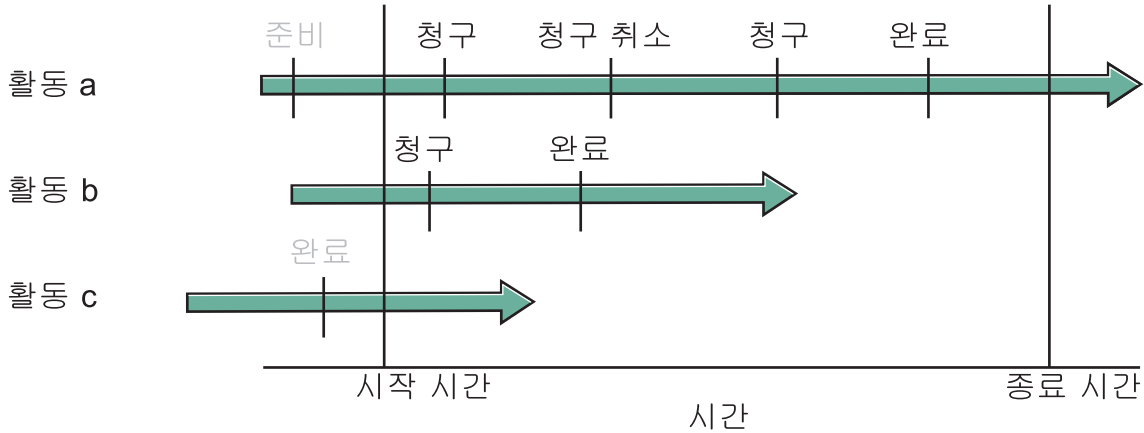 준비 청구 청구 취소 청구 완료
활동 a
청구 완료
활동 b
완료
활동 c
시작 시간 종료 시간
시간